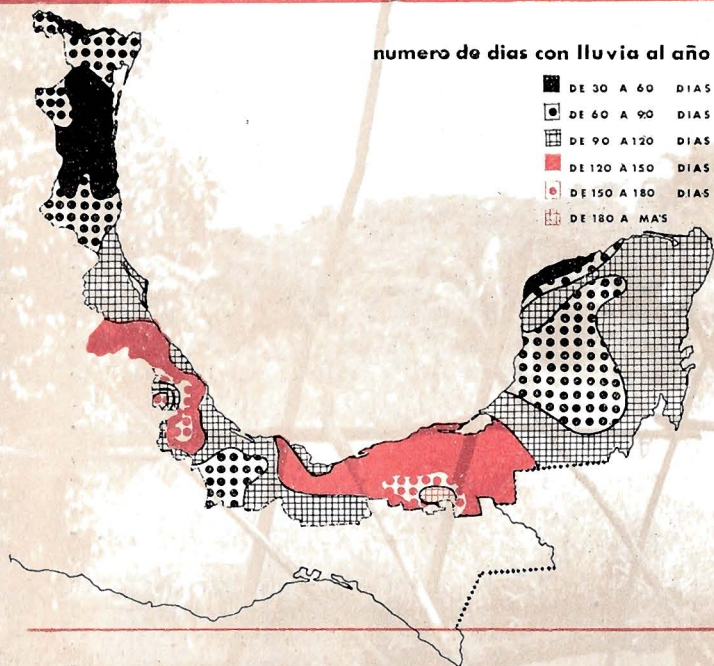 numero de dias con lluvia al año
DE 30 A 60 DIAS
DE 60 A 90 DIAS
DE 90 A 120 DIAS
DE 120 A 150 DIAS
DE 150 A 180 DIAS
DE 180 A MAS